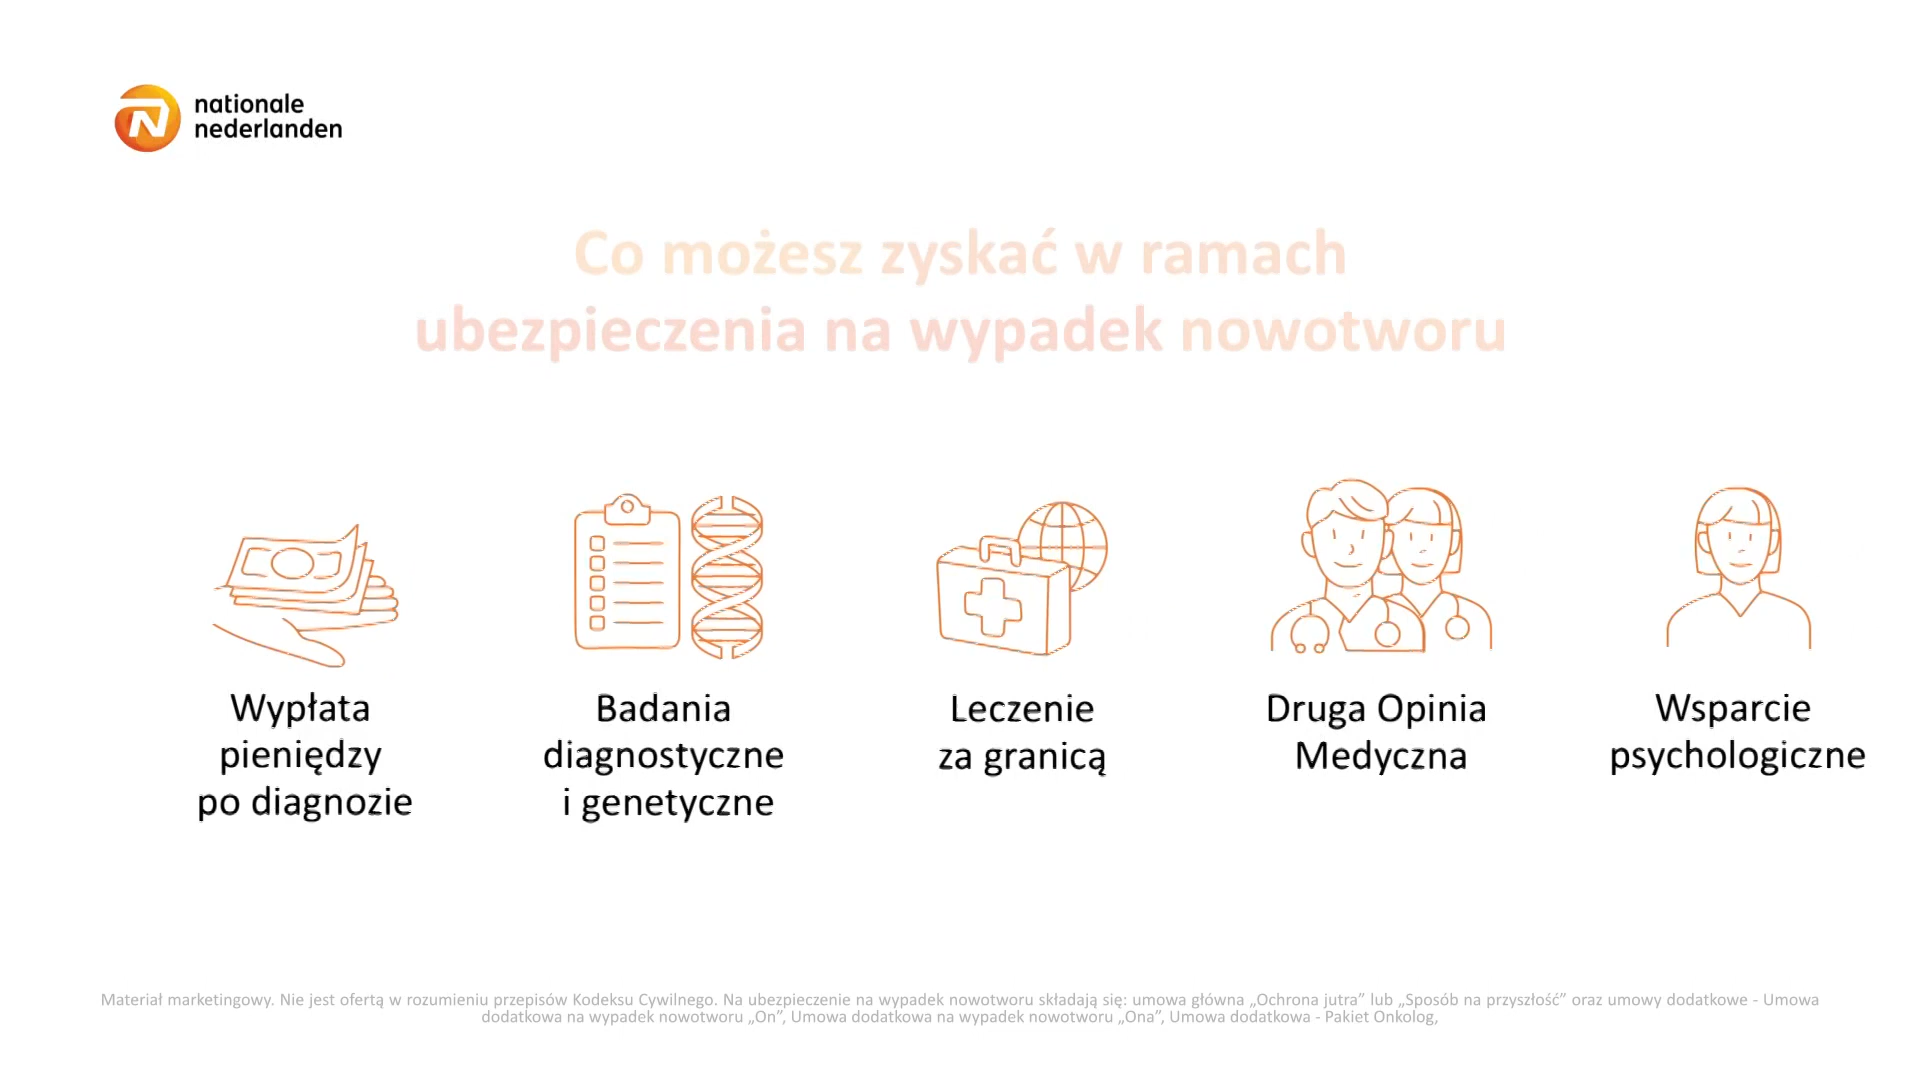 nationale
nederlanden
Co możesz zyskać w ramach
ubezpieczenia na wypadek nowotworu
Wypłata
pieniędzy
po diagnozie
Badania
diagnostyczne
i genetyczne
Leczenie
za granicą
Druga Opinia
Medyczna
Wsparcie
psychologiczne
Materiał marketingowy. Nie jest ofertą w rozumieniu przepisów Kodeksu Cywilnego. Na ubezpieczenie na wypadek nowotworu składają się: umowa główna „Ochrona jutra” lub „Sposób na przyszłość” oraz umowy dodatkowe - Umowa
dodatkowa na wypadek nowotworu „On”, Umowa dodatkowa na wypadek nowotworu „Ona”, Umowa dodatkowa - Pakiet Onkolog,